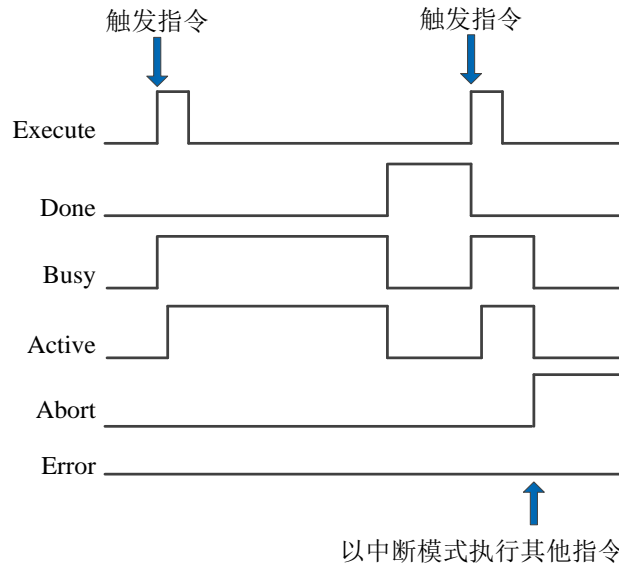 触发指令 触发指令
Execute
Done
Busy
Active
Abort
Error
以中断模式执行其他指令